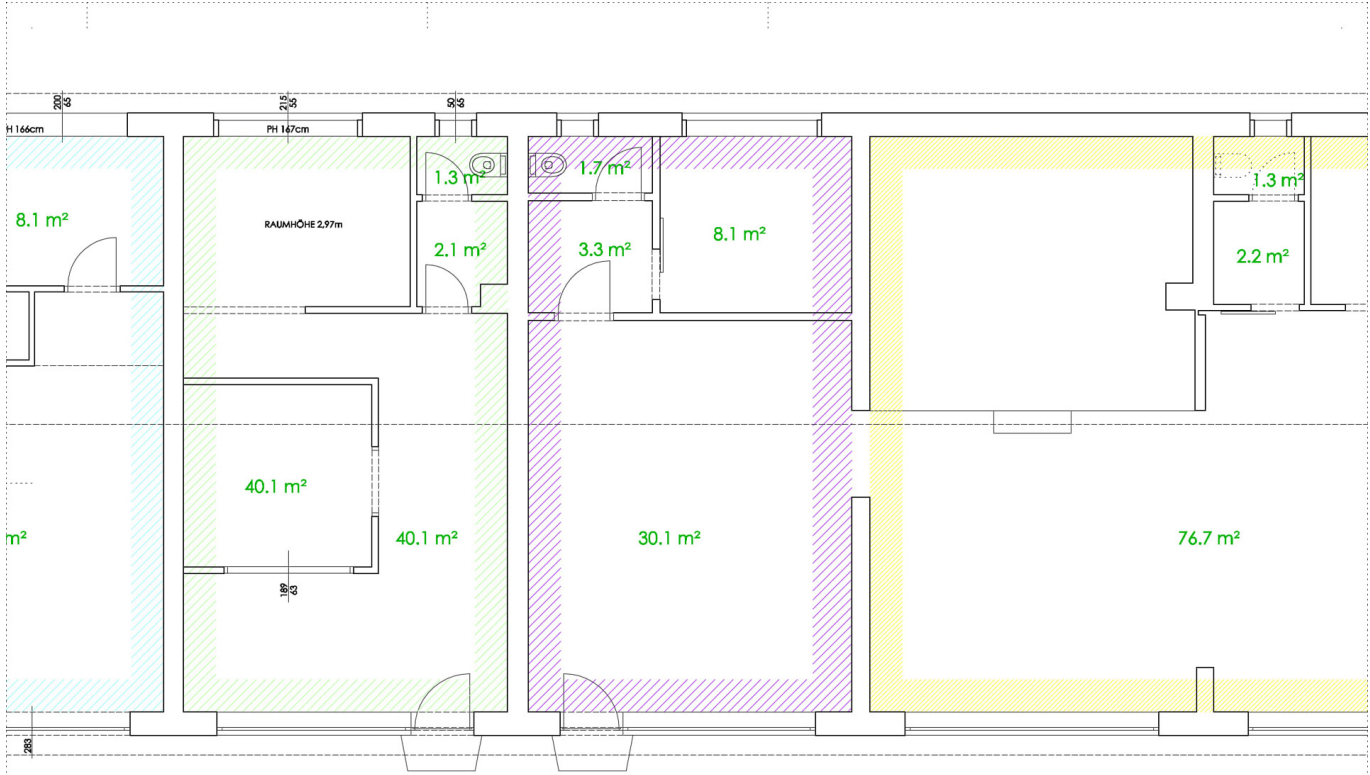 200
65
215
55
50
65
H 166cm
PH 167cm
1.3 m²
1.7 m²
1.3 m²
8.1 m²
RAUMHÖHE 2,97m
2.1 m²
3.3 m²
8.1 m²
2.2 m²
40.1 m²
m²
40.1 m²
30.1 m²
76.7 m²
189
63
283